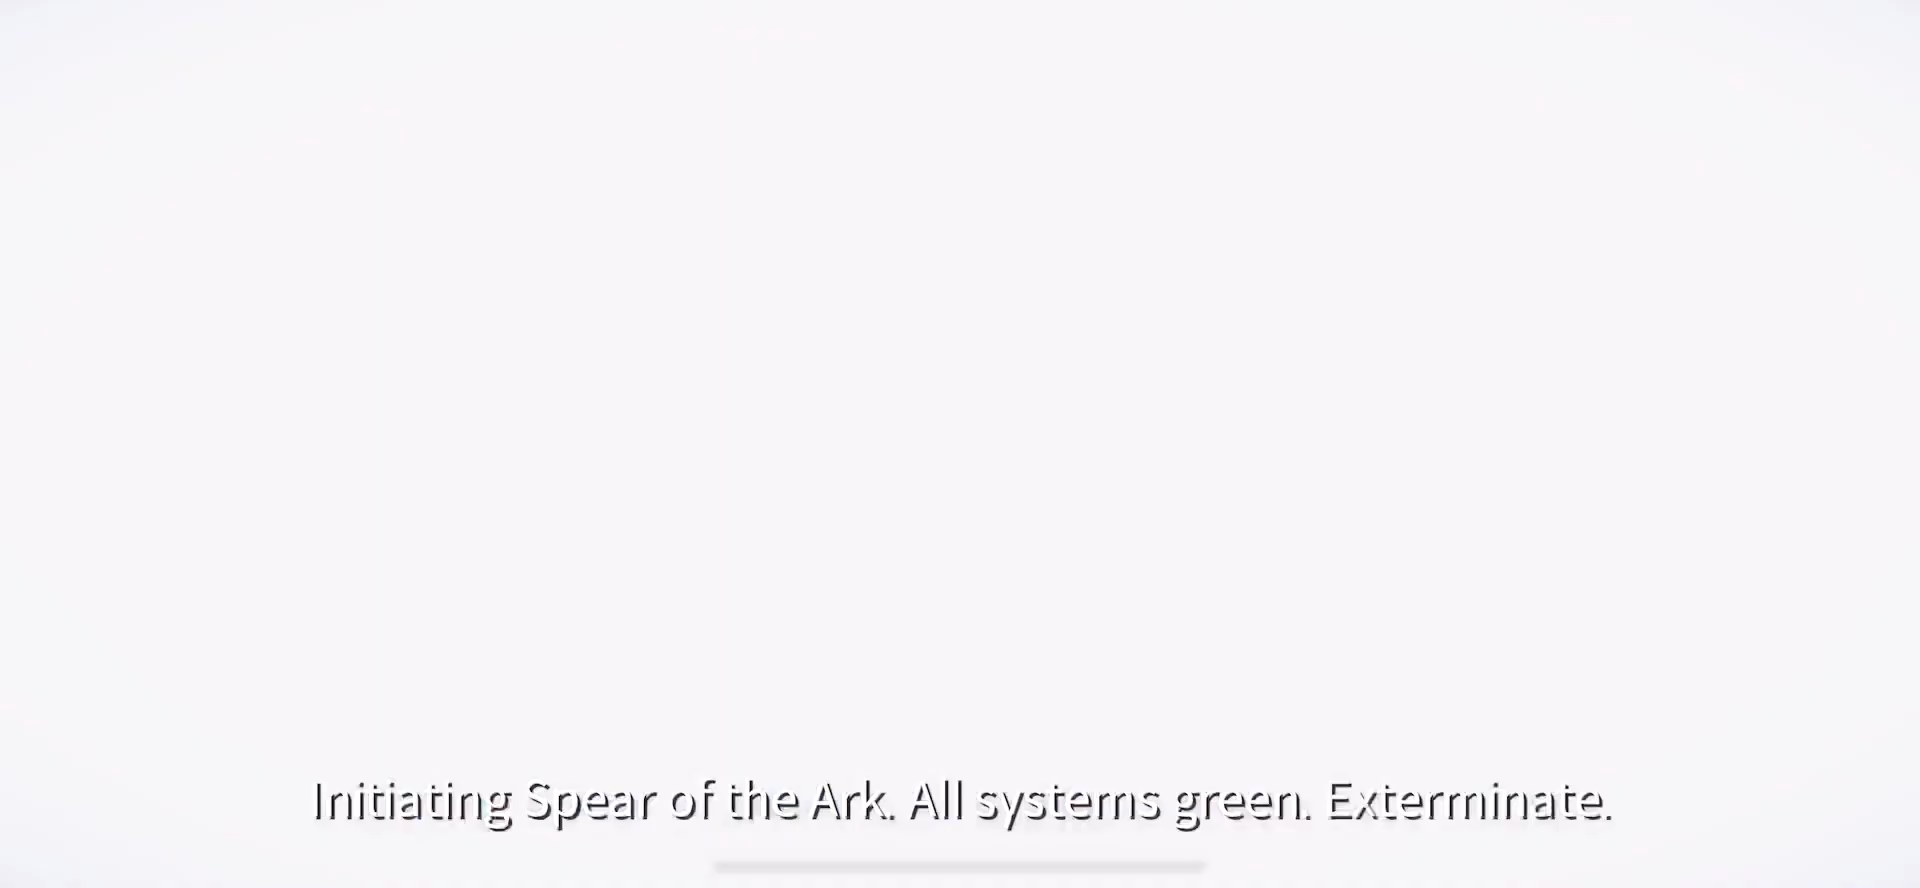 Initiating Spear of the Ark. All systems green. Exterminate.